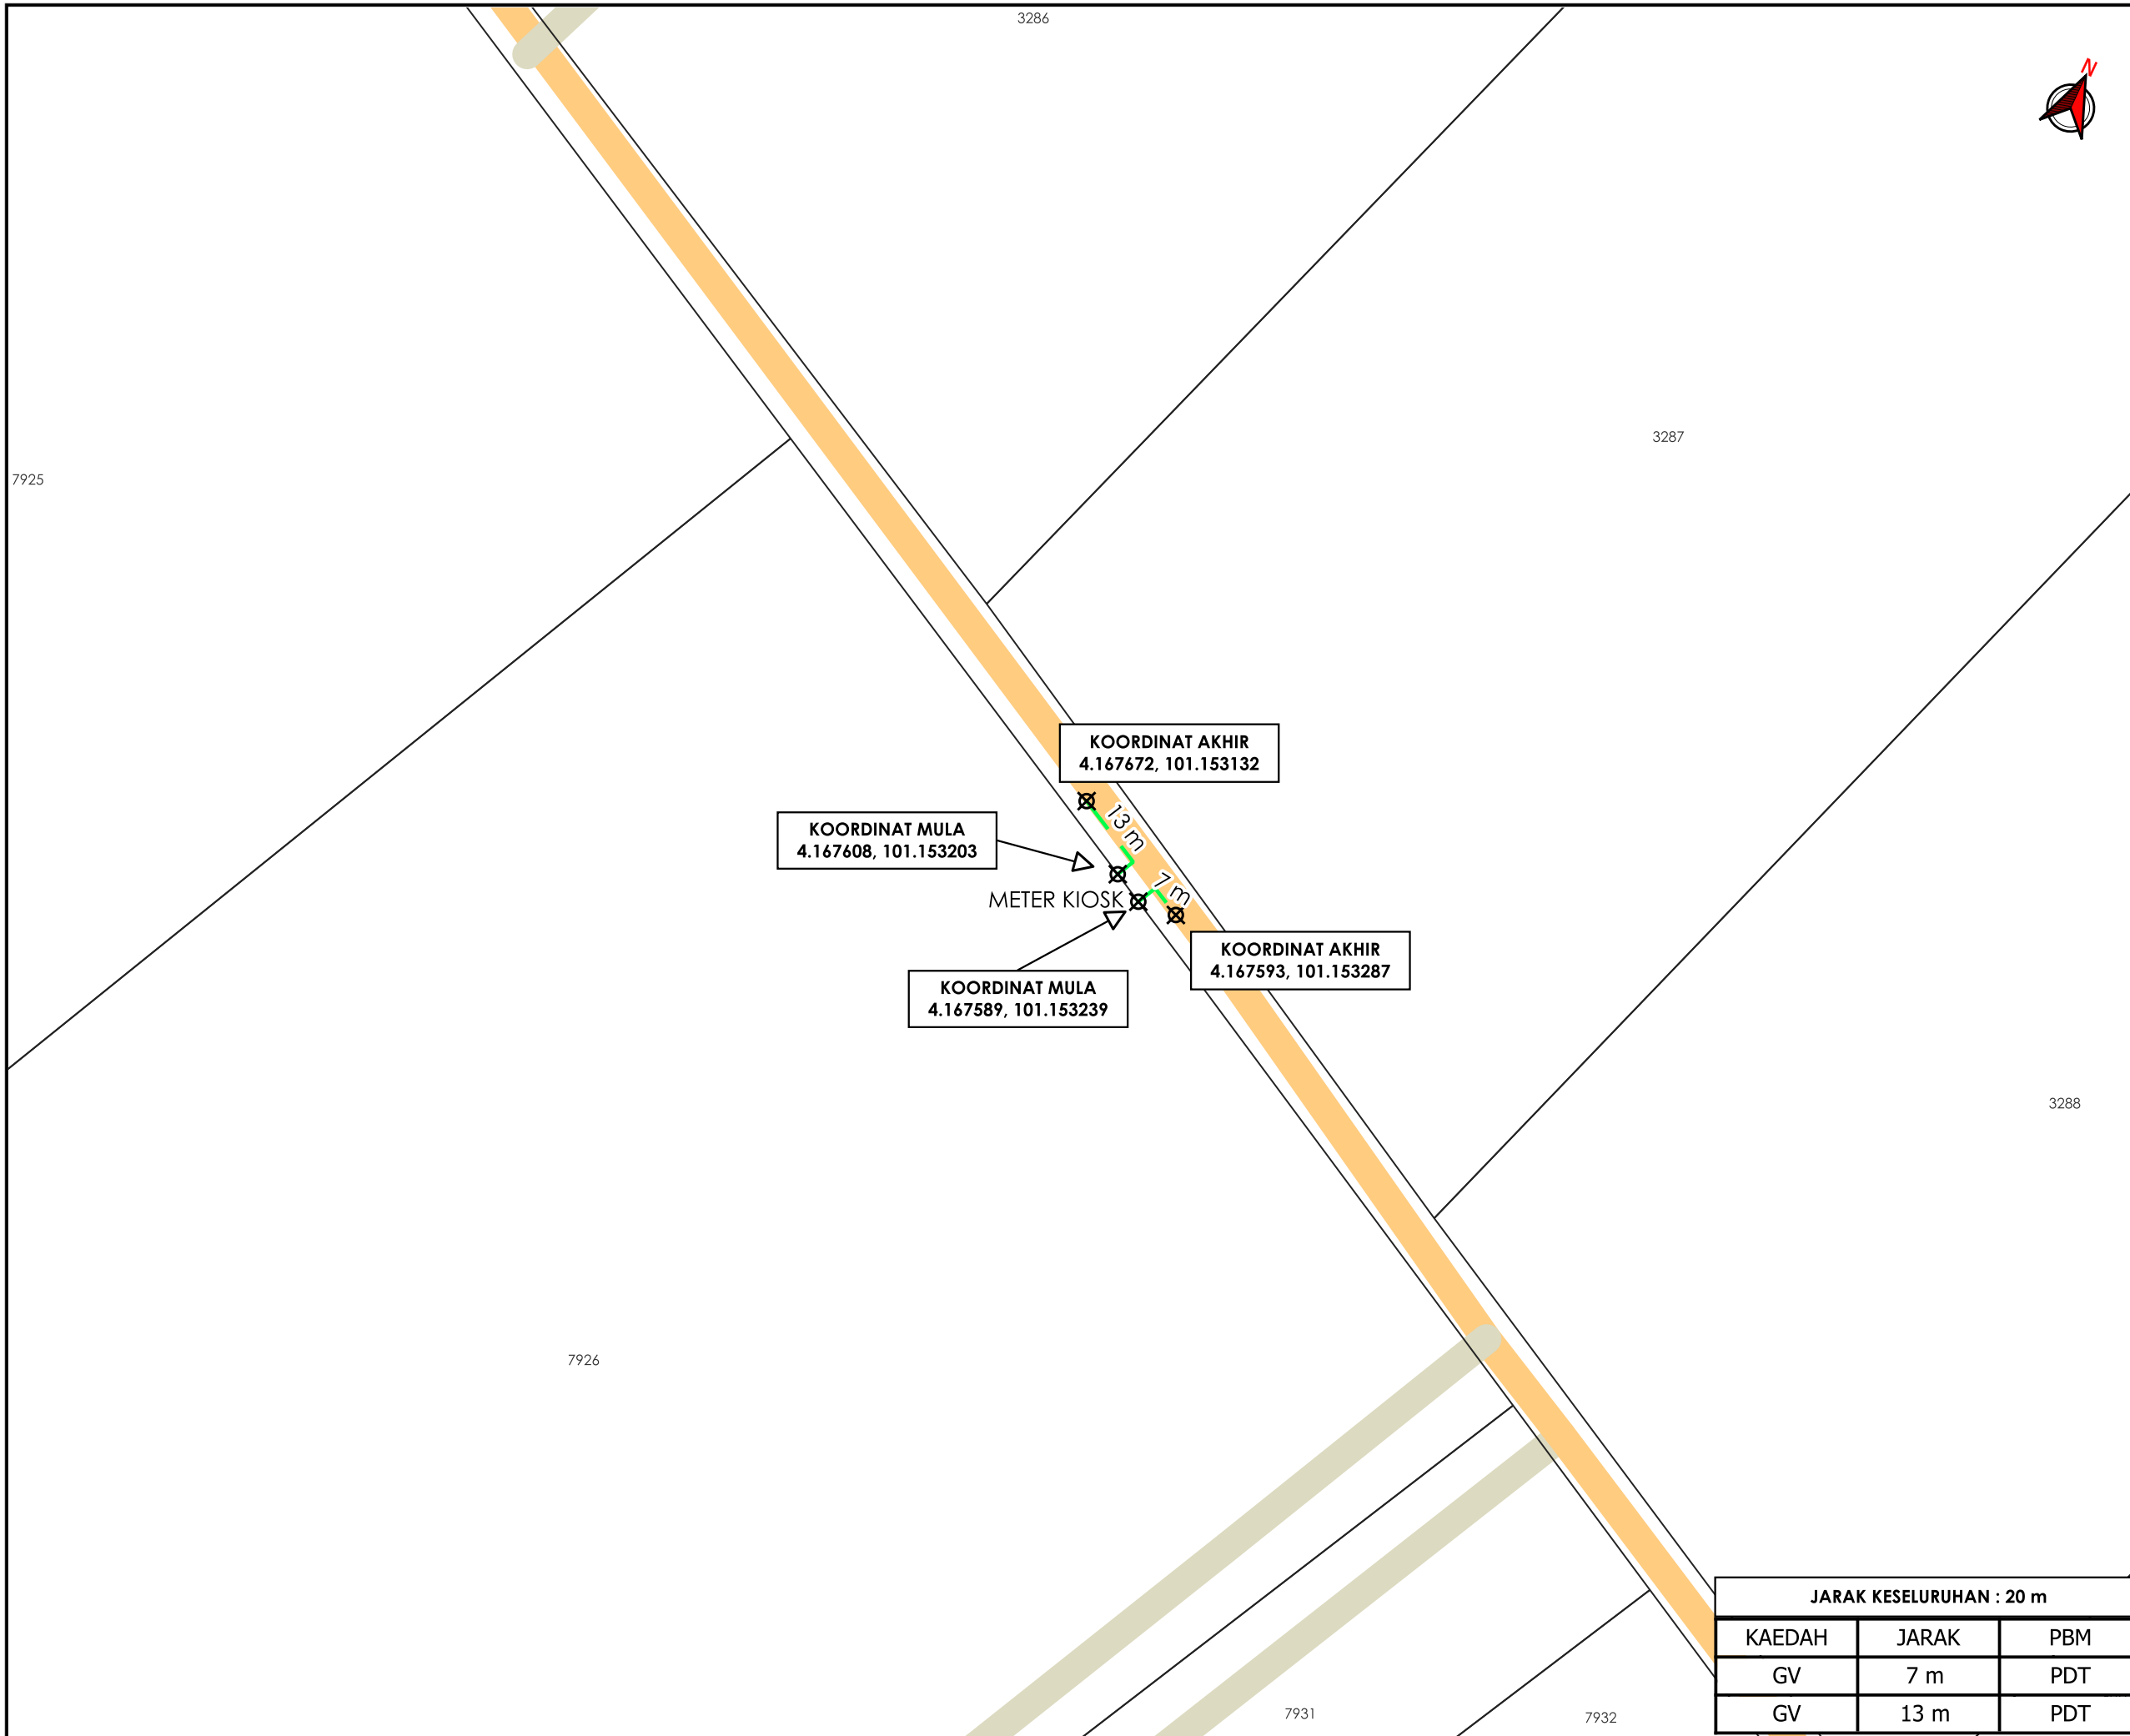 3286
N
3287
7925
KOORDINAT AKHIR
4.167672, 101.153132
13 m
KOORDINAT MULA
4.167608, 101.153203
7 m
METER KIOSK
KOORDINAT AKHIR
4.167593, 101.153287
KOORDINAT MULA
4.167589, 101.153239
3288
7926
JARAK KESELURUHAN : 20 m
KAEDAH JARAK PBM
GV 7 m PDT
GV 13 m PDT
7931
7932